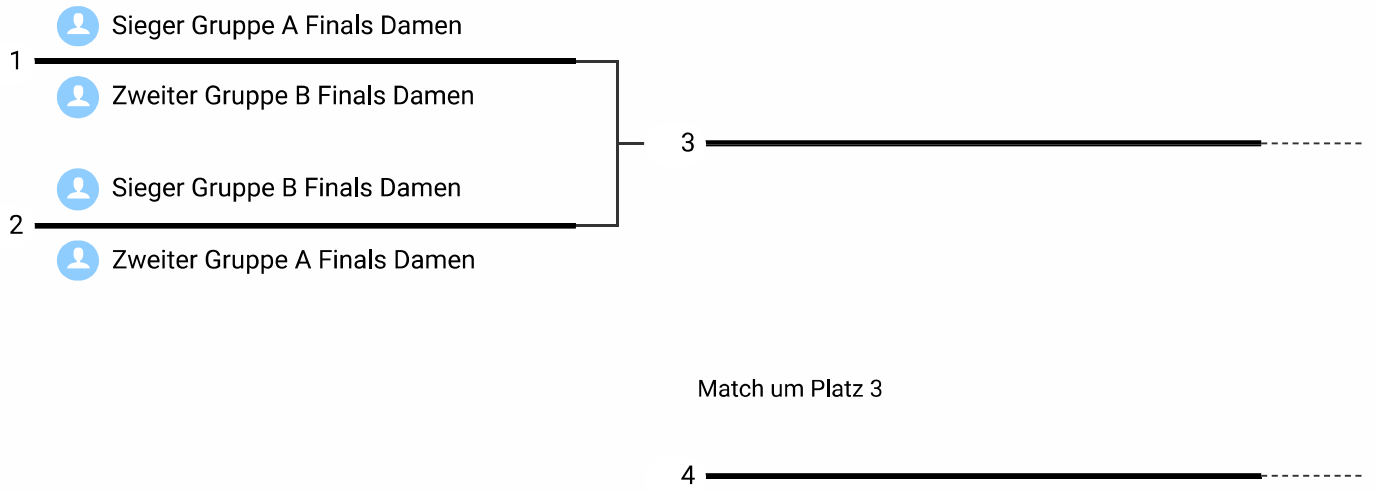 Sieger Gruppe A Finals Damen
1
Zweiter Gruppe B Finals Damen
3
Sieger Gruppe B Finals Damen
2
Zweiter Gruppe A Finals Damen
Match um Platz 3
4